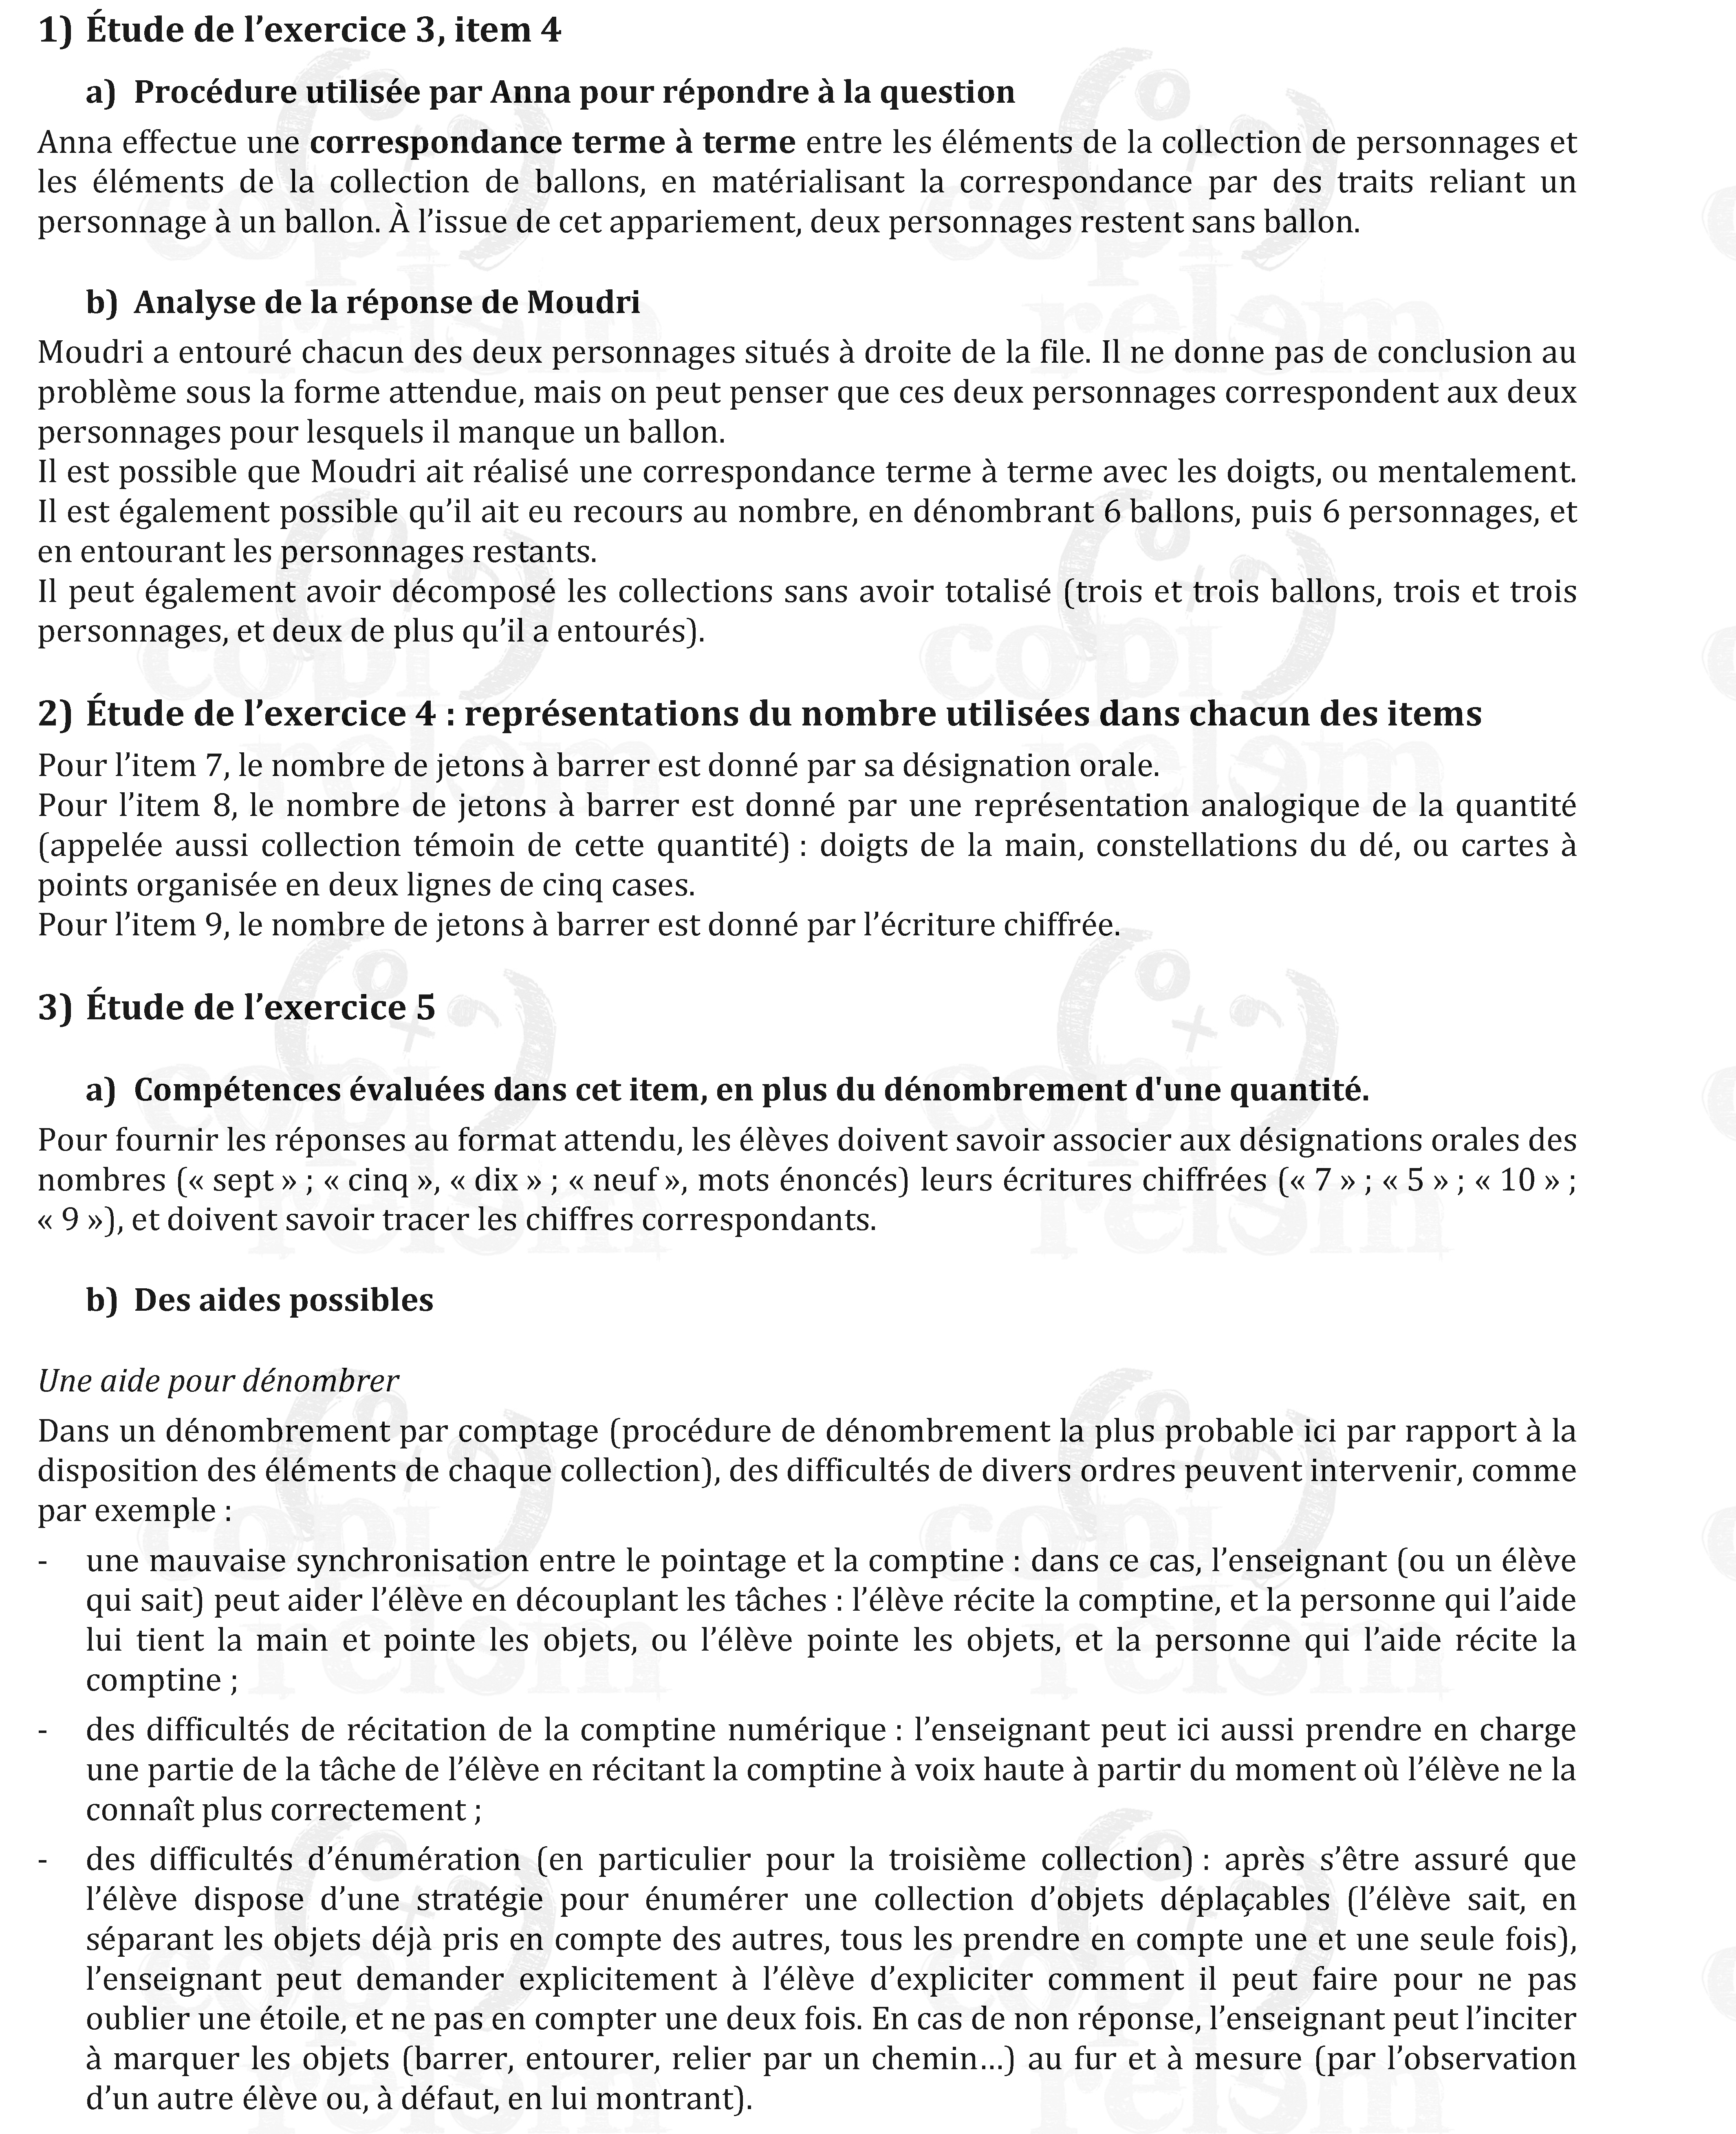 1) Étude de l’exercice 3, item 4
a) Procédure utilisée par Anna pour répondre à la question
Anna effectue une correspondance terme à terme entre les éléments de la collection de personnages et
les éléments de la collection de ballons, en matérialisant la correspondance par des traits reliant un
personnage à un ballon. À l’issue de cet appariement, deux personnages restent sans ballon.
b) Analyse de la réponse de Moudri
Moudri a entouré chacun des deux personnages situés à droite de la file. Il ne donne pas de conclusion au
problème sous la forme attendue, mais on peut penser que ces deux personnages correspondent aux deux
personnages pour lesquels il manque un ballon.
Il est possible que Moudri ait réalisé une correspondance terme à terme avec les doigts, ou mentalement.
Il est également possible qu’il ait eu recours au nombre, en dénombrant 6 ballons, puis 6 personnages, et
en entourant les personnages restants.
Il peut également avoir décomposé les collections sans avoir totalisé (trois et trois ballons, trois et trois
personnages, et deux de plus qu’il a entourés).
2) Étude de l’exercice 4 : représentations du nombre utilisées dans chacun des items
Pour l’item 7, le nombre de jetons à barrer est donné par sa désignation orale.
Pour l’item 8, le nombre de jetons à barrer est donné par une représentation analogique de la quantité
(appelée aussi collection témoin de cette quantité) : doigts de la main, constellations du dé, ou cartes à
points organisée en deux lignes de cinq cases.
Pour l’item 9, le nombre de jetons à barrer est donné par l’écriture chiffrée.
3) Étude de l’exercice 5
a) Compétences évaluées dans cet item, en plus du dénombrement d'une quantité.
Pour fournir les réponses au format attendu, les élèves doivent savoir associer aux désignations orales des
nombres (« sept » ; « cinq », « dix » ; « neuf », mots énoncés) leurs écritures chiffrées (« 7 » ; « 5 » ; « 10 » ;
« 9 »), et doivent savoir tracer les chiffres correspondants.
b) Des aides possibles
Une aide pour dénombrer
Dans un dénombrement par comptage (procédure de dénombrement la plus probable ici par rapport à la
disposition des éléments de chaque collection), des difficultés de divers ordres peuvent intervenir, comme
par exemple :
- une mauvaise synchronisation entre le pointage et la comptine : dans ce cas, l’enseignant (ou un élève
qui sait) peut aider l’élève en découplant les tâches : l’élève récite la comptine, et la personne qui l’aide
lui tient la main et pointe les objets, ou l’élève pointe les objets, et la personne qui l’aide récite la
comptine ;
- des difficultés de récitation de la comptine numérique : l’enseignant peut ici aussi prendre en charge
une partie de la tâche de l’élève en récitant la comptine à voix haute à partir du moment où l’élève ne la
connaît plus correctement ;
- des difficultés d’énumération (en particulier pour la troisième collection) : après s’être assuré que
l’élève dispose d’une stratégie pour énumérer une collection d’objets déplaçables (l’élève sait, en
séparant les objets déjà pris en compte des autres, tous les prendre en compte une et une seule fois),
l’enseignant peut demander explicitement à l’élève d’expliciter comment il peut faire pour ne pas
oublier une étoile, et ne pas en compter une deux fois. En cas de non réponse, l’enseignant peut l’inciter
à marquer les objets (barrer, entourer, relier par un chemin…) au fur et à mesure (par l’observation
d’un autre élève ou, à défaut, en lui montrant).